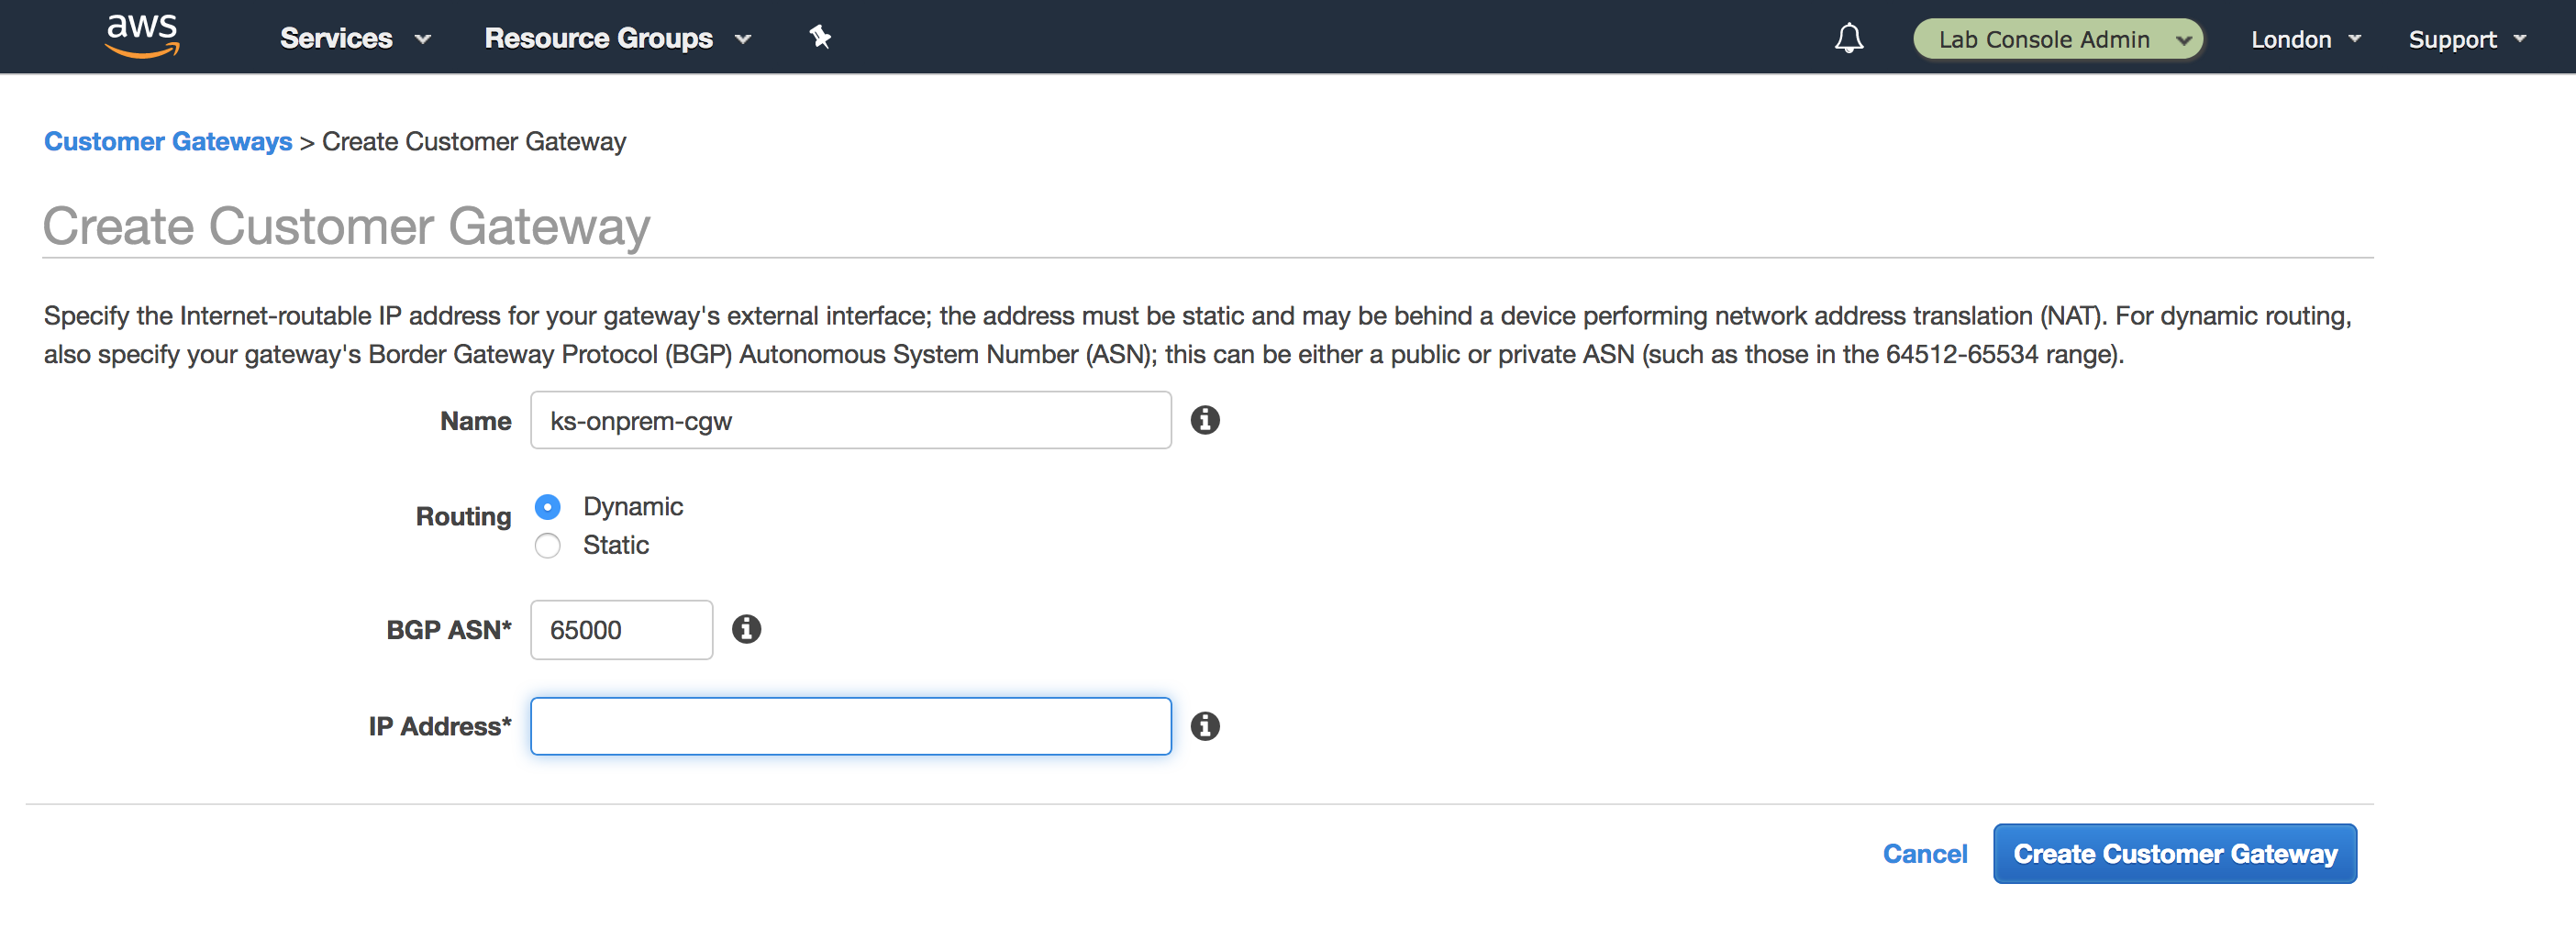 aws Services Resource Groups Lab Console Admin London Support
Customer Gateways > Create Customer Gateway
Create Customer Gateway
Specify the Internet-routable IP address for your gateway's external interface; the address must be static and may be behind a device performing network address translation (NAT). For dynamic routing,
also specify your gateway's Border Gateway Protocol (BGP) Autonomous System Number (ASN); this can be either a public or private ASN (such as those in the 64512-65534 range).
Name ks-onprem-cgw
Routing Dynamic
Static
BGP ASN* 65000
IP Address*
Cancel Create Customer Gateway